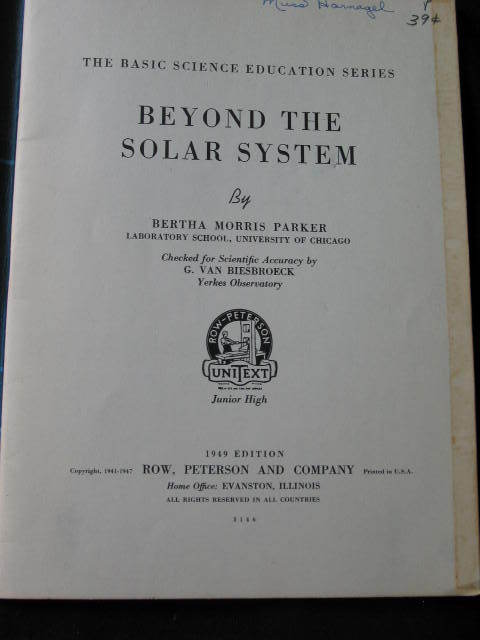 Miss Harnagel
39¢
THE BASIC SCIENCE EDUCATION SERIES
BEYOND THE
SOLAR SYSTEM
By
BERTHA MORRIS PARKER
LABORATORY SCHOOL, UNIVERSITY OF CHICAGO
Checked for Scientific Accuracy by
G. VAN BIESBROECK
Yerkes Observatory
ROW-PETERSON
UNITEXT
Junior High
1949 EDITION
Copyright, 1941-1947 ROW, PETERSON AND COMPANY Printed in U.S.A.
Home Office: EVANSTON, ILLINOIS
ALL RIGHTS RESERVED IN ALL COUNTRIES